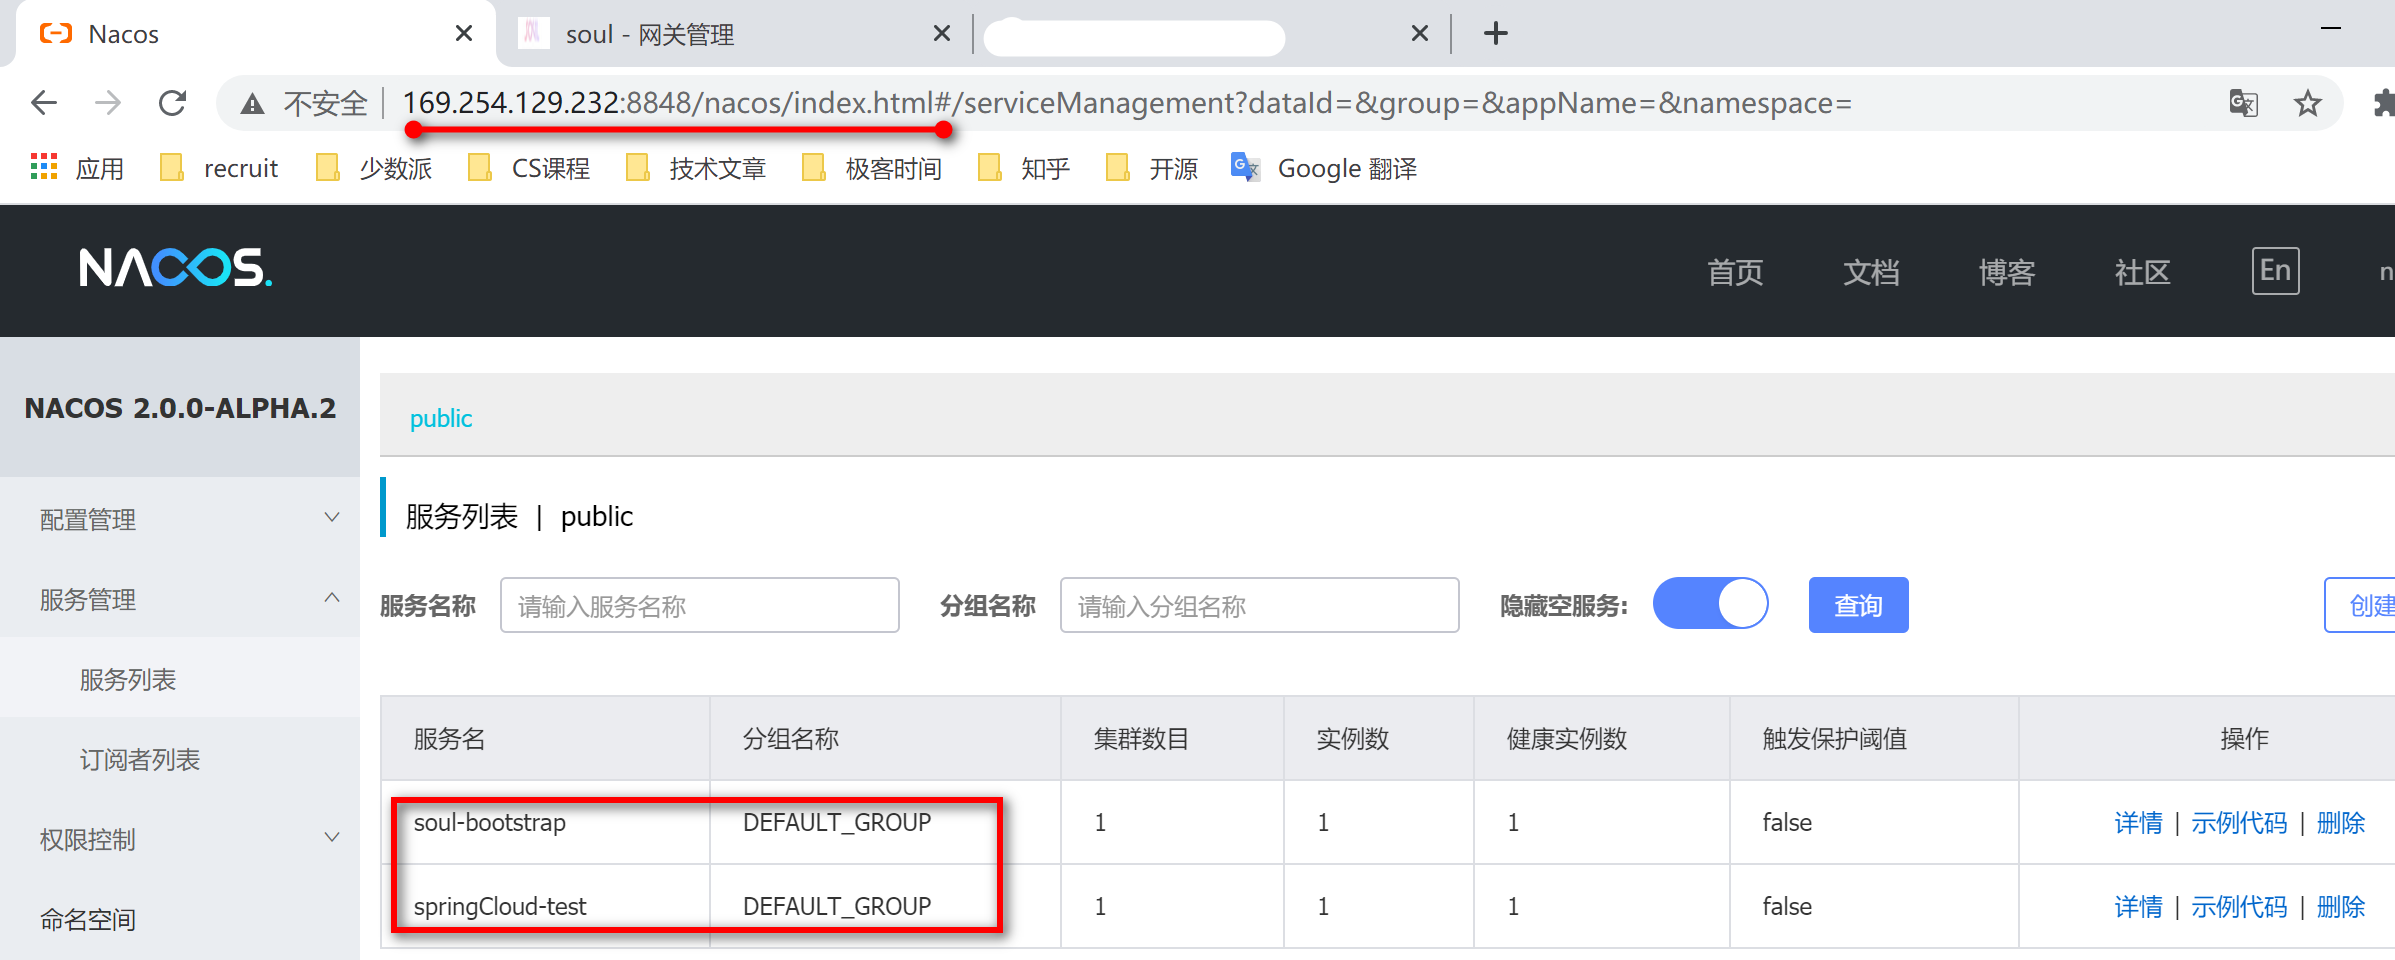 Nacos
soul - 网关管理
不安全 | 169.254.129.232:8848/nacos/index.html#/serviceManagement?dataId=&group=&appName=&namespace=
应用 recruit 少数派 CS课程 技术文章 极客时间 知乎 开源 Google 翻译
NACOS. 首页 文档 博客 社区 En n
NACOS 2.0.0-ALPHA.2
public
配置管理
服务列表 | public
服务管理
服务名称 请输入服务名称 分组名称 请输入分组名称 隐藏空服务: 查询 创建
服务列表
服务名 分组名称 集群数目 实例数 健康实例数 触发保护阈值 操作
订阅者列表
soul-bootstrap DEFAULT_GROUP 1 1 1 false 详情 | 示例代码 | 删除
权限控制
springCloud-test DEFAULT_GROUP 1 1 1 false 详情 | 示例代码 | 删除
命名空间